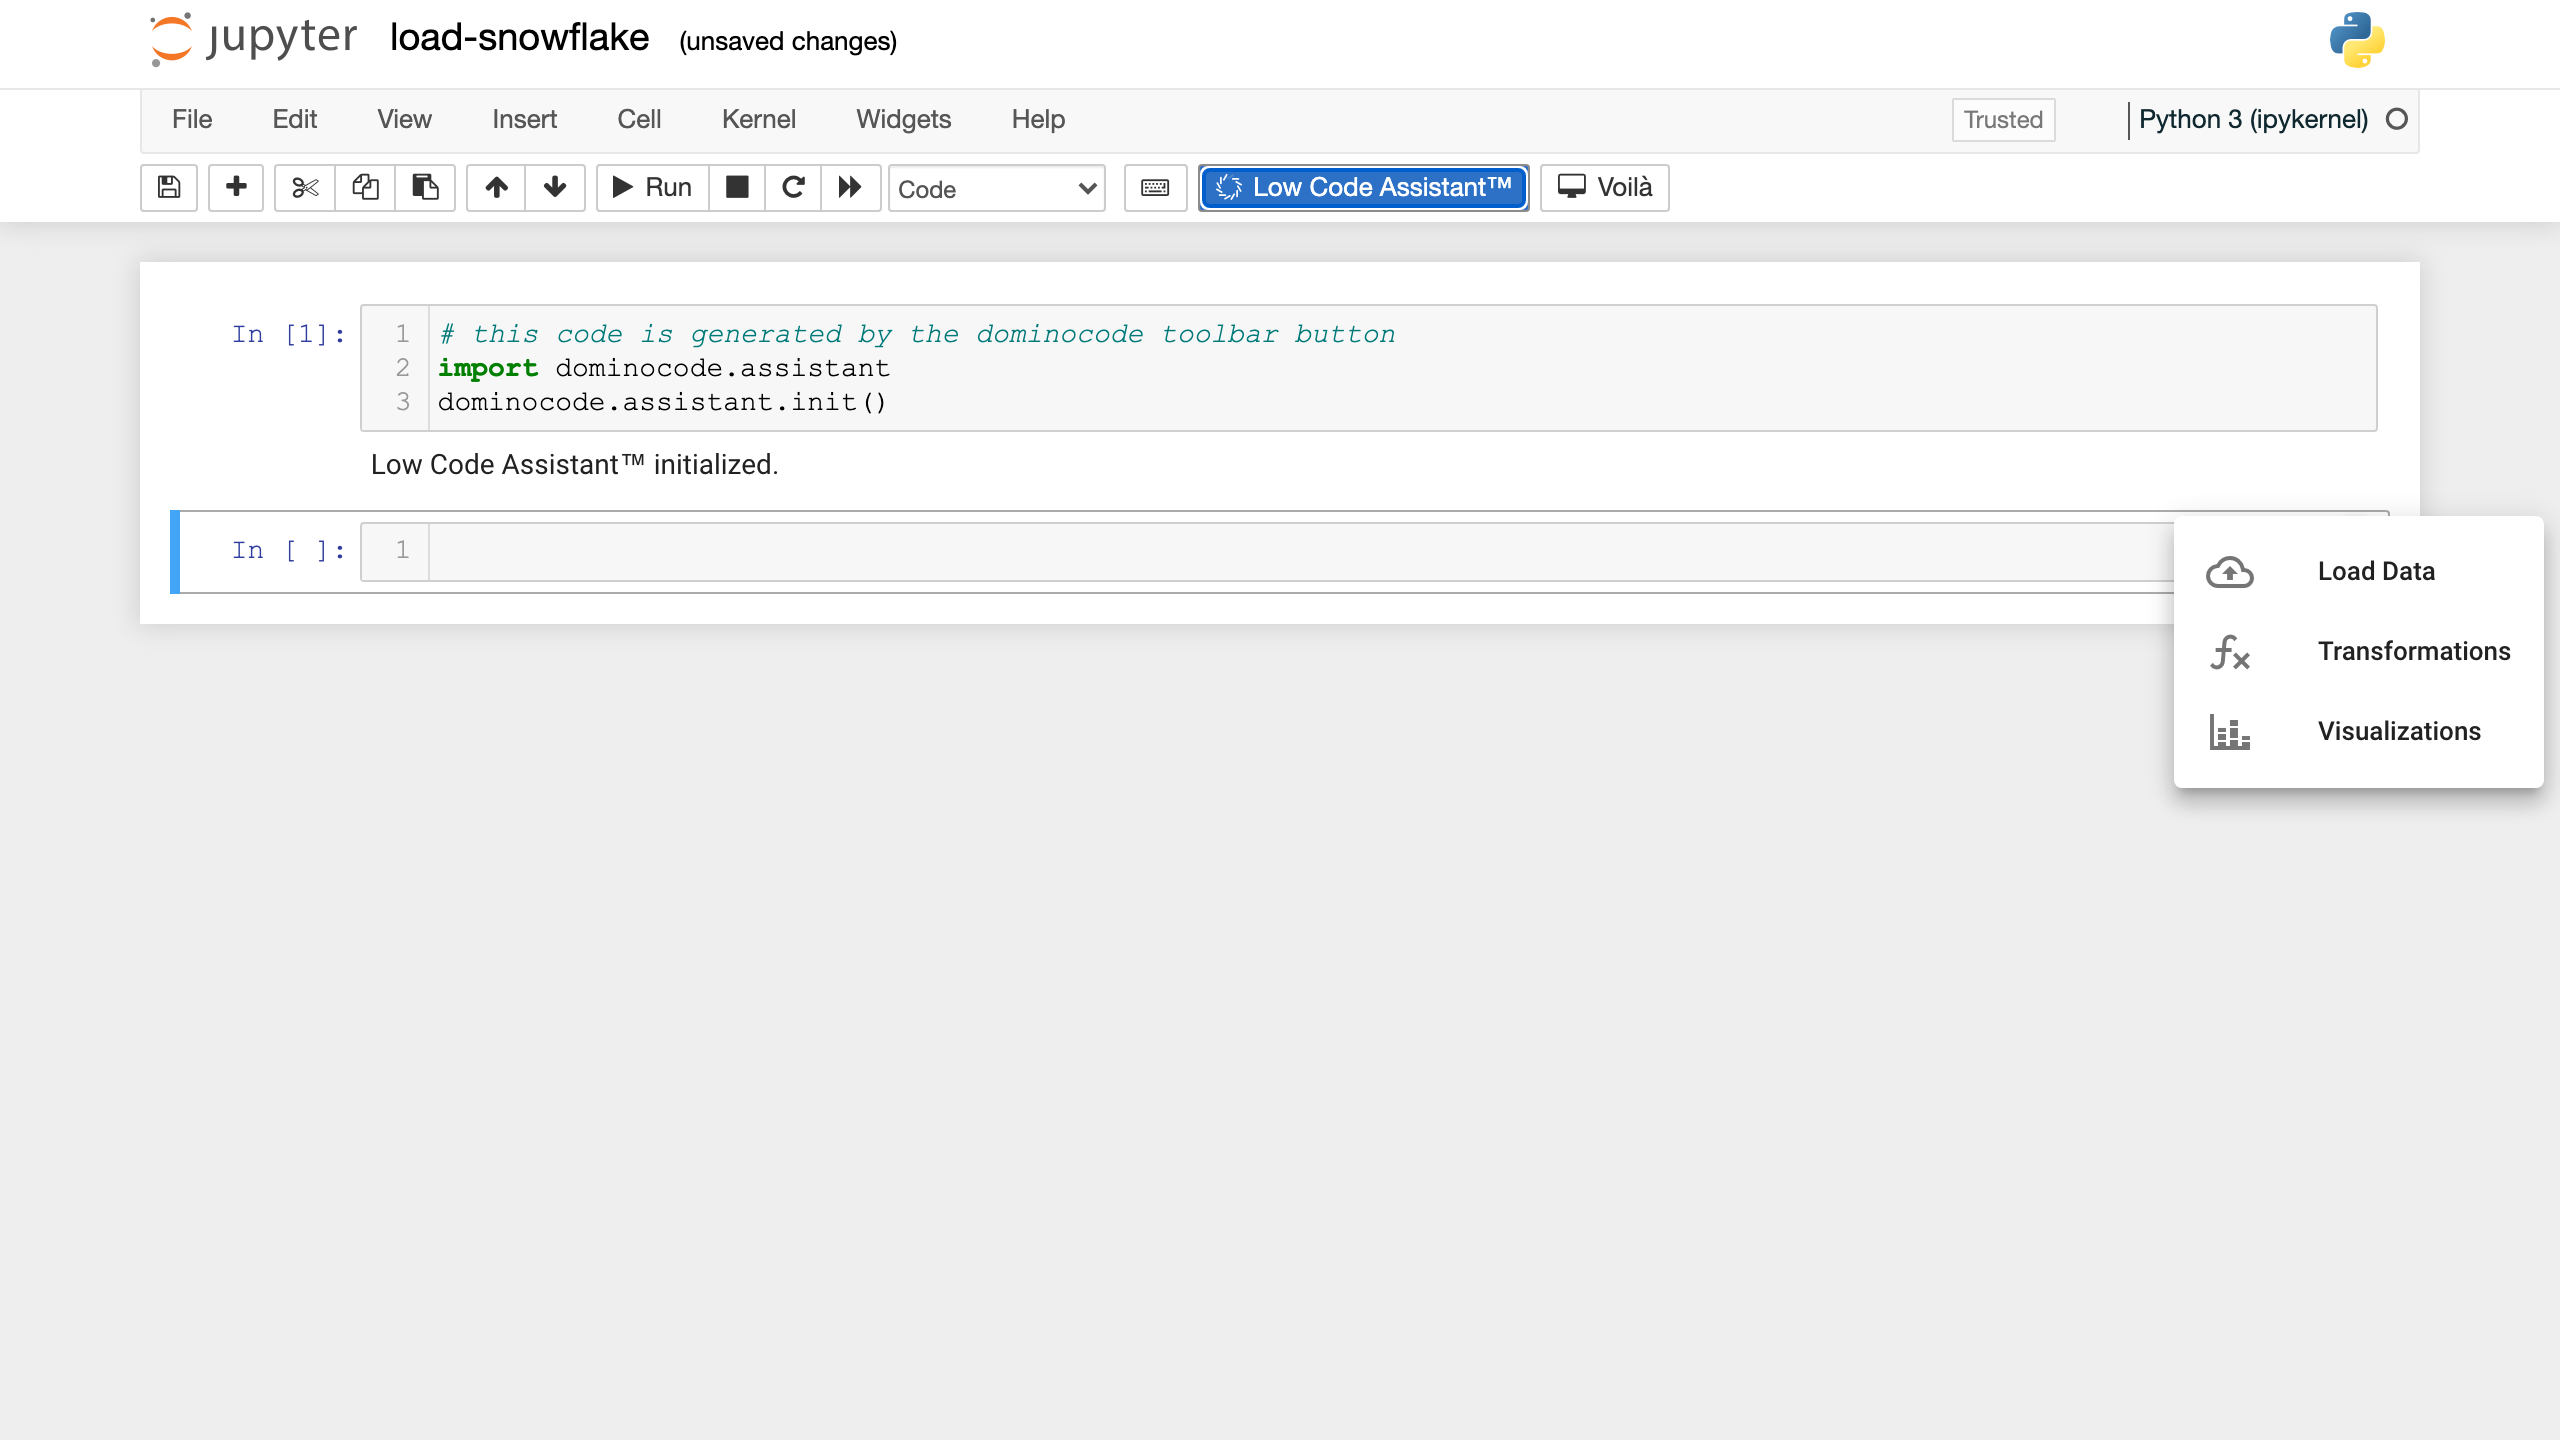 jupyter load-snowflake (unsaved changes)
File Edit View Insert Cell Kernel Widgets Help Trusted Python 3 (ipykernel)
Run Code Low Code Assistant™ Voilà
In [1]: 1 # this code is generated by the dominocode toolbar button
2 import dominocode.assistant
3 dominocode.assistant.init()
Low Code Assistant™ initialized.
In [ ]: 1
Load Data
Transformations
Visualizations